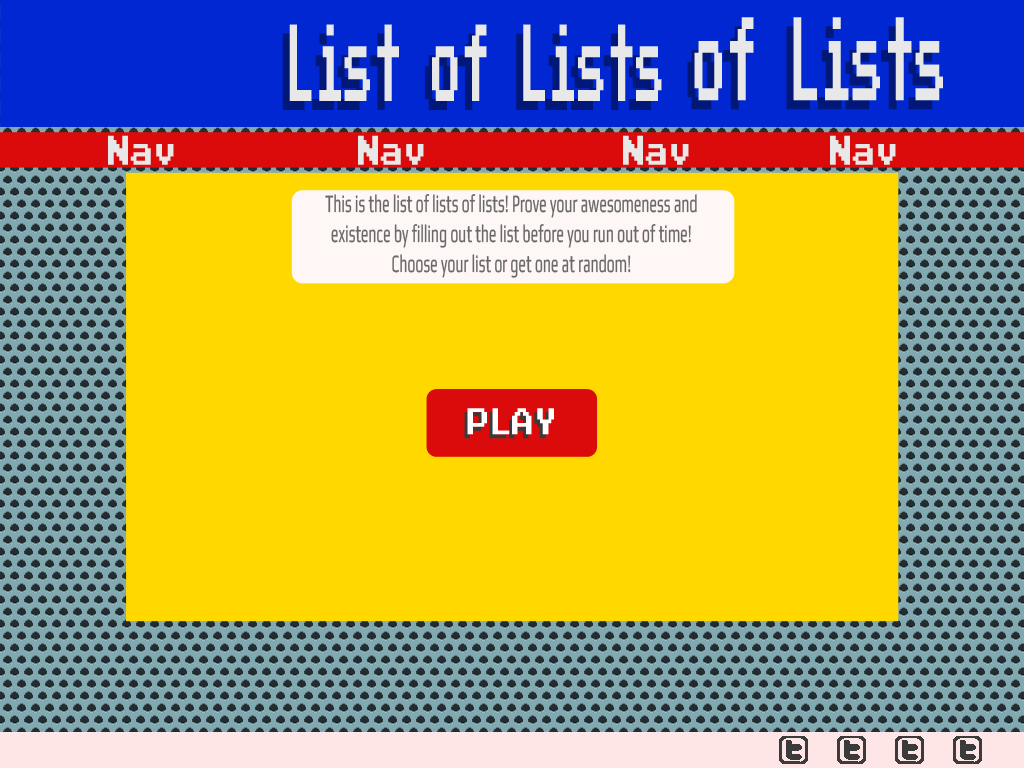 List of Lists of Lists
Nav Nav Nav Nav
This is the list of lists of lists! Prove your awesomeness and
existence by filling out the list before you run out of time!
Choose your list or get one at random!
PLAY
t t t t